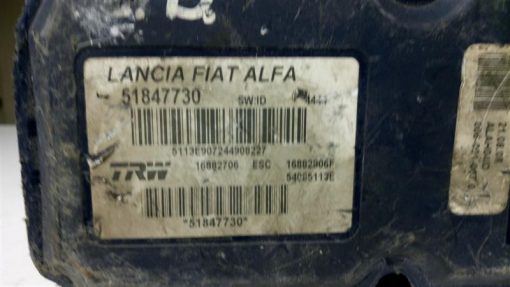 LANCIA FIAT ALFA
51847730 SW:ID
5113E907244908227
TRW 16882706 ESC 16882906F
54085113E
*51847730*